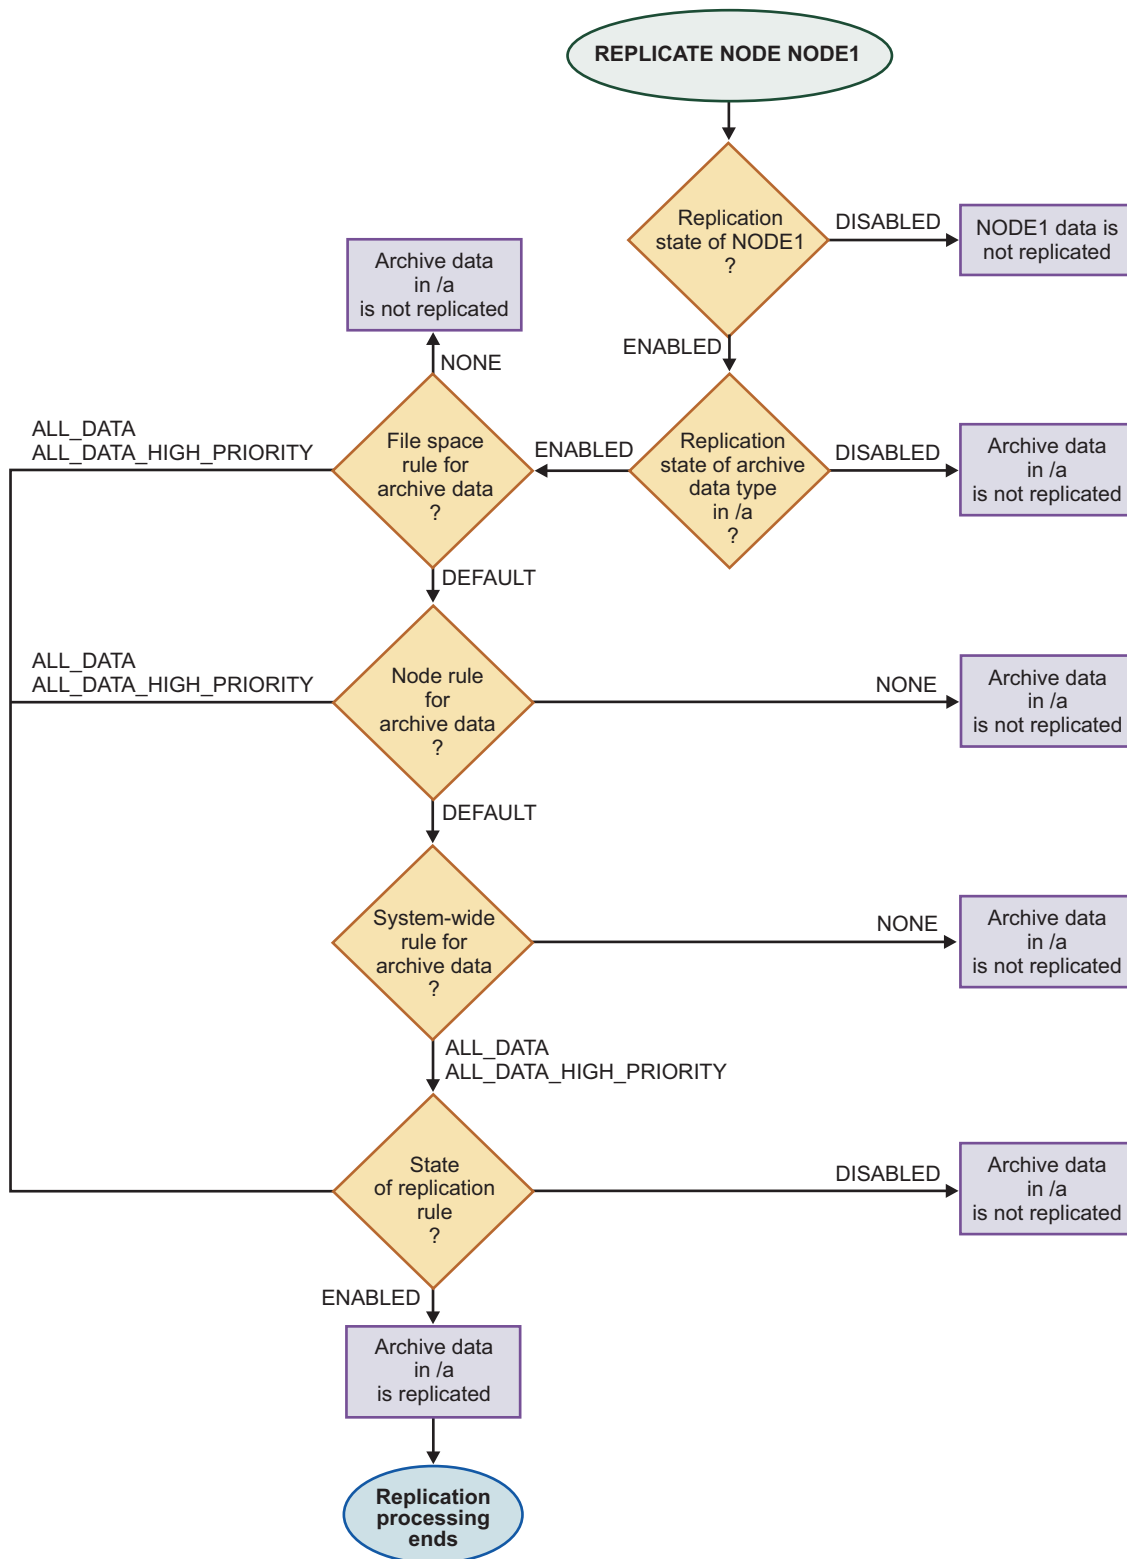 REPLICATE NODE NODE1
Replication
state of NODE1
?
DISABLED
NODE1 data is
not replicated
ENABLED
Replication
state of archive
data type
in /a
?
DISABLED
Archive data
in /a
is not replicated
ENABLED
File space
rule for
archive data
?
NONE
Archive data
in /a
is not replicated
ALL_DATA
ALL_DATA_HIGH_PRIORITY
DEFAULT
Node rule
for
archive data
?
ALL_DATA
ALL_DATA_HIGH_PRIORITY
NONE
Archive data
in /a
is not replicated
DEFAULT
System-wide
rule for
archive data
?
NONE
Archive data
in /a
is not replicated
ALL_DATA
ALL_DATA_HIGH_PRIORITY
State
of replication
rule
?
DISABLED
Archive data
in /a
is not replicated
ENABLED
Archive data
in /a
is replicated
Replication
processing
ends